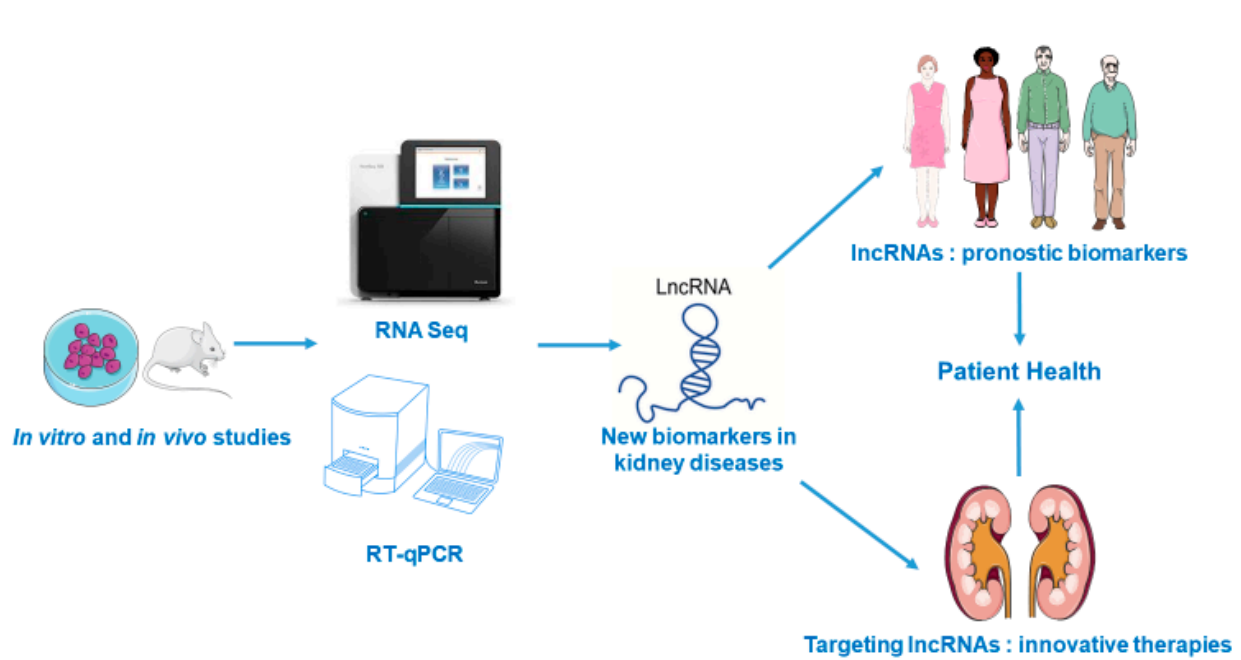 In vitro and in vivo studies
RNA Seq
RT-qPCR
LncRNA
New biomarkers in
kidney diseases
lncRNAs : pronostic biomarkers
Patient Health
Targeting lncRNAs : innovative therapies